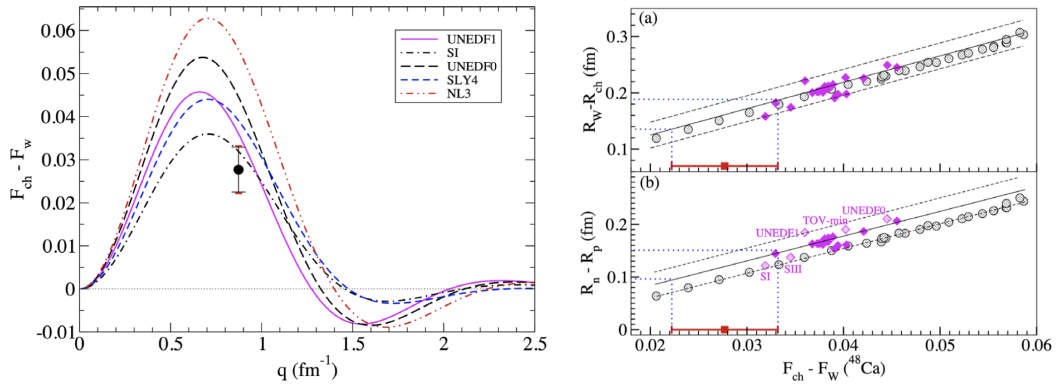 0.06
0.05
0.04
0.03
0.02
0.01
0
-0.01
F_ch - F_w
UNEDF1
SI
UNEDF0
SLY4
NL3
0 0.5 1 1.5 2 2.5
q (fm⁻¹)
(a)
0.3
0.2
0.1
R_W-R_ch (fm)
(b)
0.2
0.1
0
R_n - R_p (fm)
UNEDF0
TOV-min
UNEDF1
SI
SIII
0.02 0.03 0.04 0.05 0.06
F_ch - F_W (⁴⁸Ca)